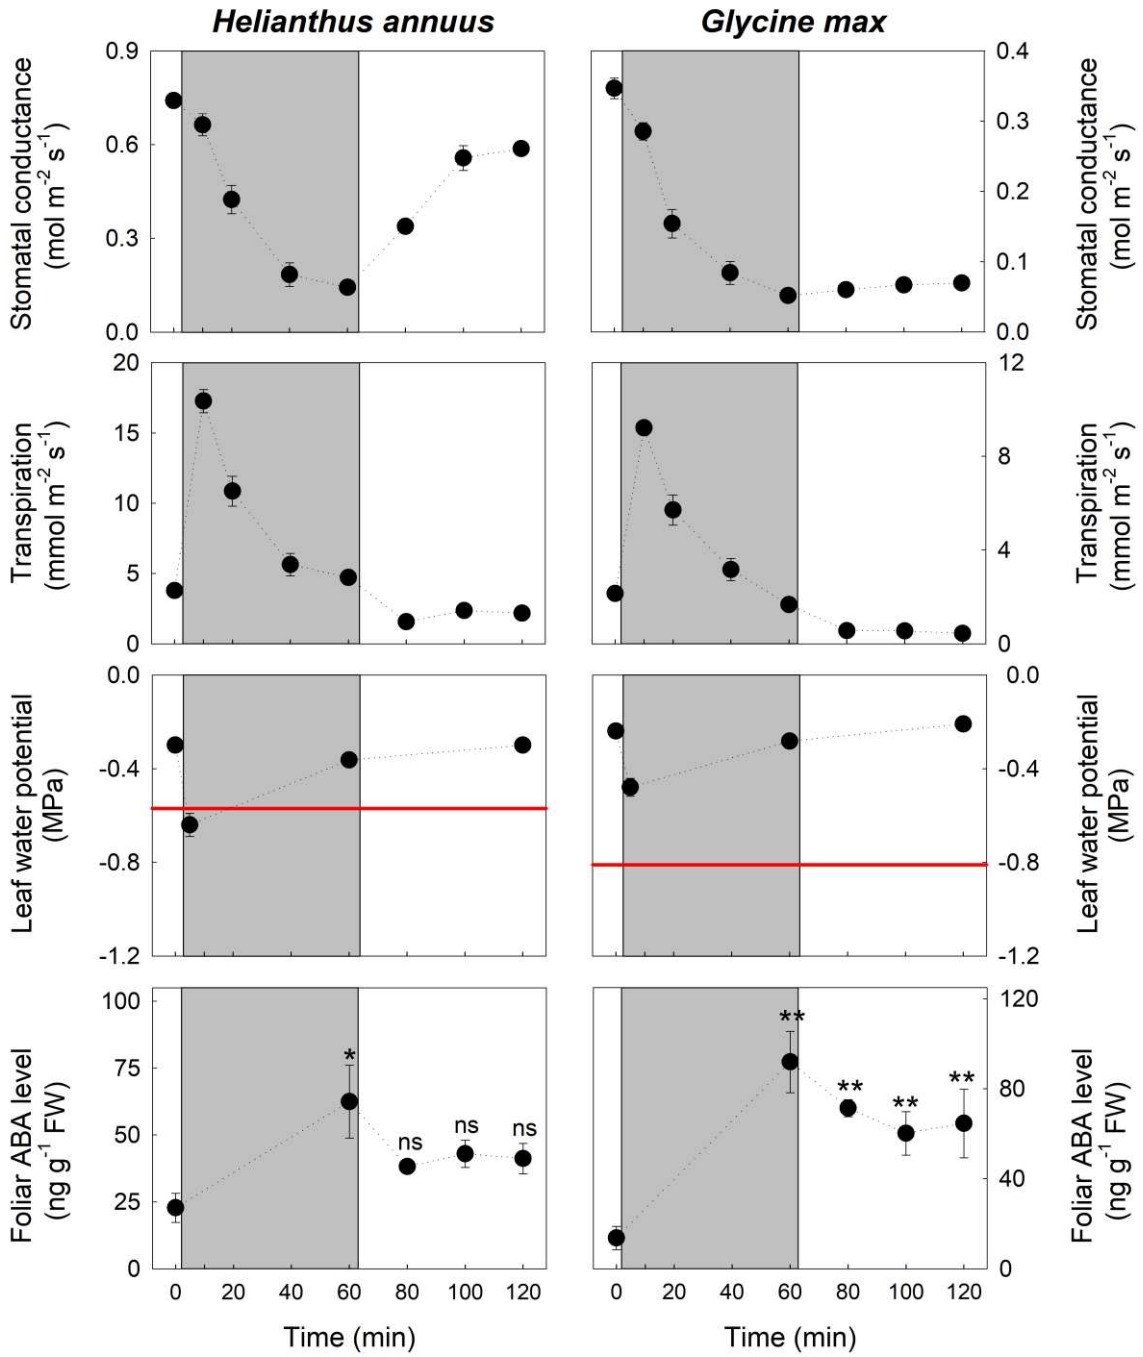 Helianthus annuus
Glycine max
Stomatal conductance
(mol m⁻² s⁻¹)
0.9
0.6
0.3
0.0
0.4
0.3
0.2
0.1
0.0
Stomatal conductance
(mol m⁻² s⁻¹)
Transpiration
(mmol m⁻² s⁻¹)
20
15
10
5
0
12
8
4
0
Transpiration
(mmol m⁻² s⁻¹)
Leaf water potential
(MPa)
0.0
-0.4
-0.8
-1.2
0.0
-0.4
-0.8
-1.2
Leaf water potential
(MPa)
Foliar ABA level
(ng g⁻¹ FW)
100
75
50
25
0
*
ns
ns
ns
**
**
**
**
120
80
40
0
Foliar ABA level
(ng g⁻¹ FW)
0 20 40 60 80 100 120
0 20 40 60 80 100 120
Time (min)
Time (min)